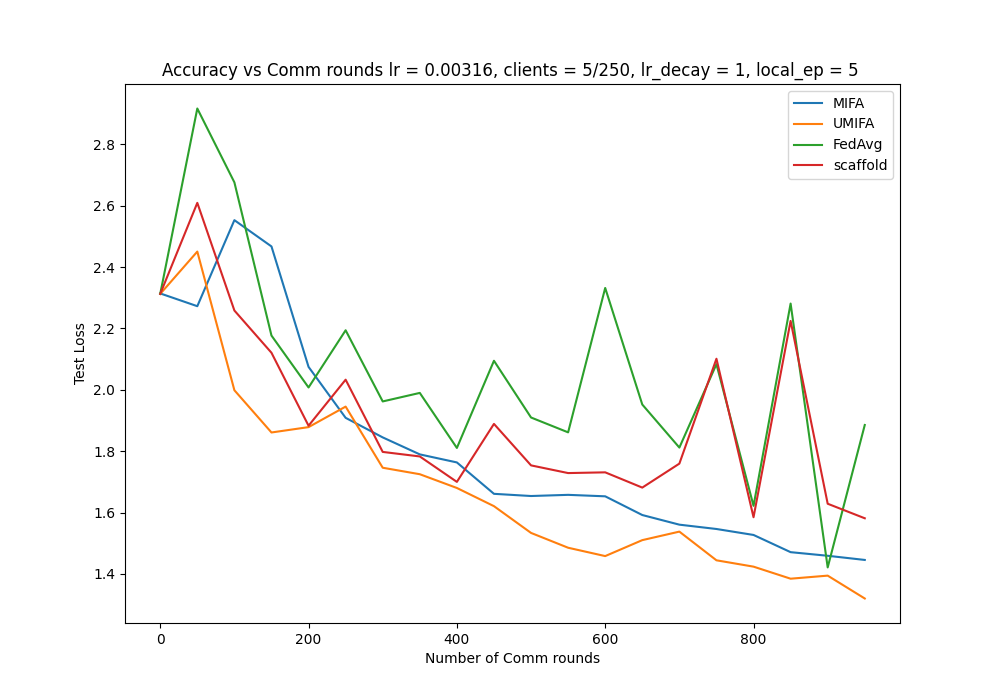 Accuracy vs Comm rounds lr = 0.00316, clients = 5/250, lr_decay = 1, local_ep = 5
MIFA
UMIFA
FedAvg
scaffold
2.8
2.6
2.4
2.2
2.0
1.8
1.6
1.4
Test Loss
0 200 400 600 800
Number of Comm rounds